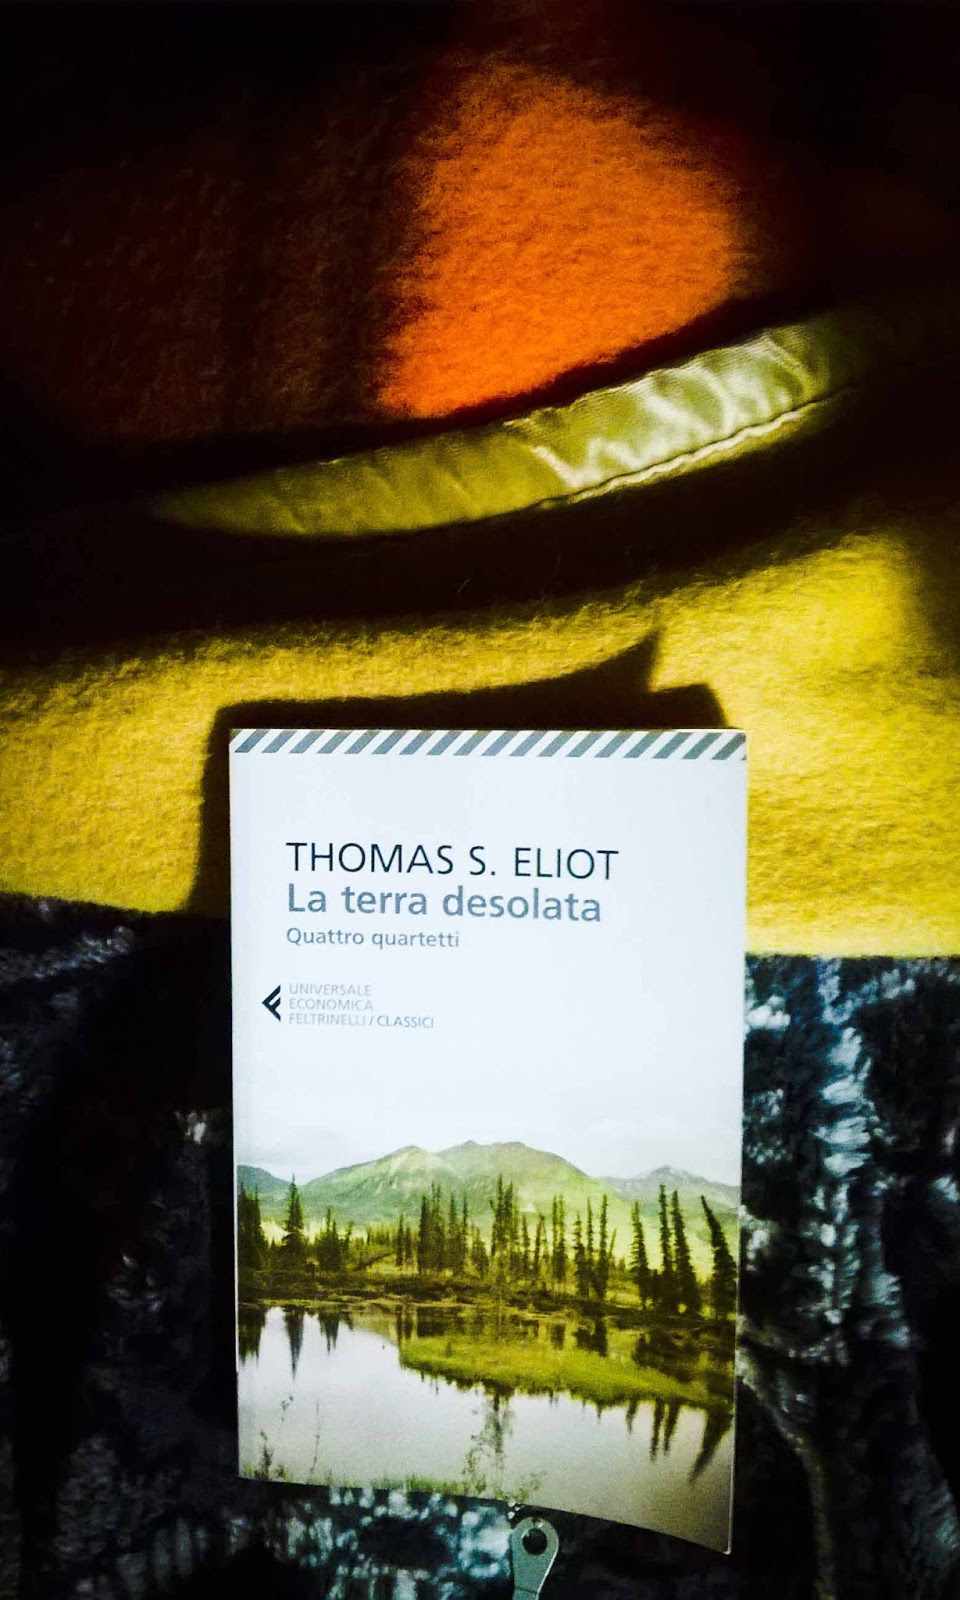 THOMAS S. ELIOT
La terra desolata
Quattro quartetti
UNIVERSALE
ECONOMICA
FELTRINELLI/CLASSICI